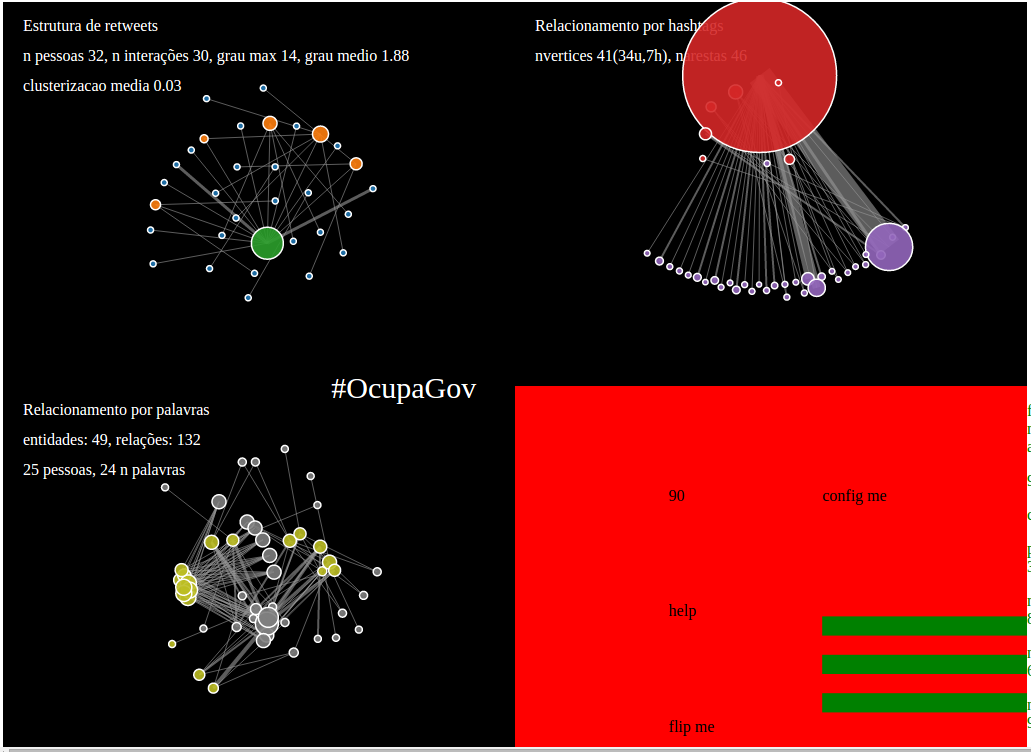 Estrutura de retweets
n pessoas 32, n interações 30, grau max 14, grau medio 1.88
clusterizacao media 0.03
Relacionamento por hashtags
nvertices 41(34u,7h), narestas 46
#OcupaGov
Relacionamento por palavras
entidades: 49, relações: 132
25 pessoas, 24 n palavras
90
config me
help
flip me